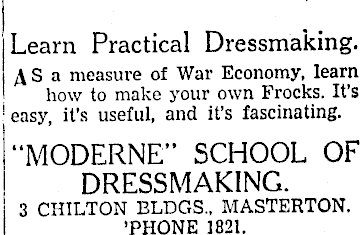 Learn Practical Dressmaking.
AS a measure of War Economy, learn
how to make your own Frocks. It's
easy, it's useful, and it's fascinating.
"MODERNE" SCHOOL OF
DRESSMAKING.
3 CHILTON BLDGS., MASTERTON.
'PHONE 1821.